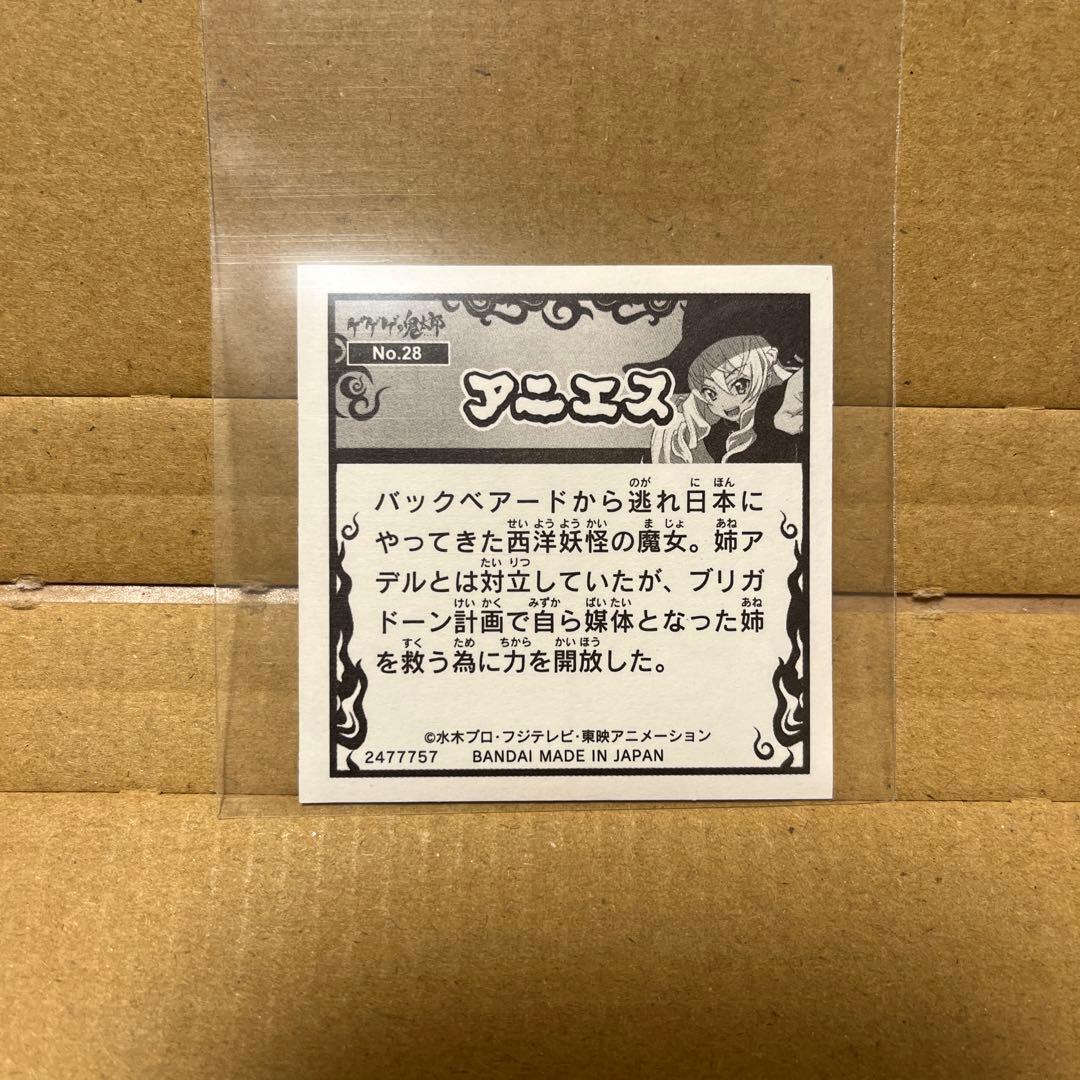 ゲゲゲの鬼太郎
No.28
アニエス
バックベアードから逃れ日本に
やってきた西洋妖怪の魔女。姉ア
デルとは対立していたが、ブリガ
ドーン計画で自ら媒体となった姉
を救う為に力を開放した。
©水木プロ・フジテレビ・東映アニメーション
2477757 BANDAI MADE IN JAPAN